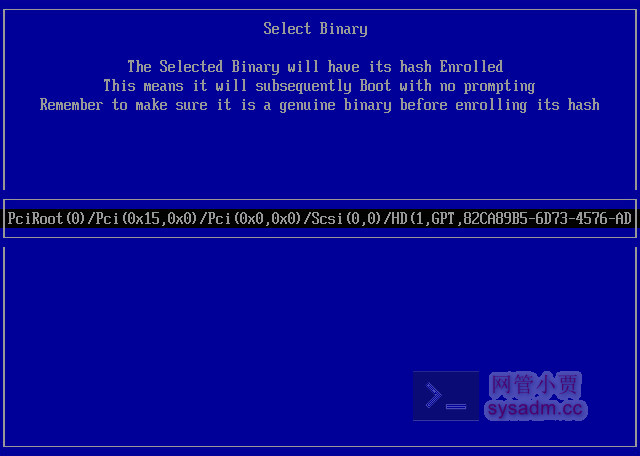 Select Binary
The Selected Binary will have its hash Enrolled
This means it will subsequently Boot with no prompting
Remember to make sure it is a genuine binary before enrolling its hash
PciRoot(0)/Pci(0x15,0x0)/Pci(0x0,0x0)/Scsi(0,0)/HD(1,GPT,82CA89B5-6D73-4576-AD
>_ 网管小贾
sysadm.cc